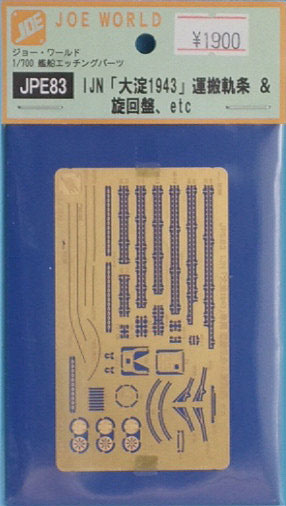 JOE
JOE WORLD
¥1900
ジョー・ワールド
1/700 艦船エッチングパーツ
JPE83
IJN「大淀1943」運搬軌条 &
旋回盤、etc